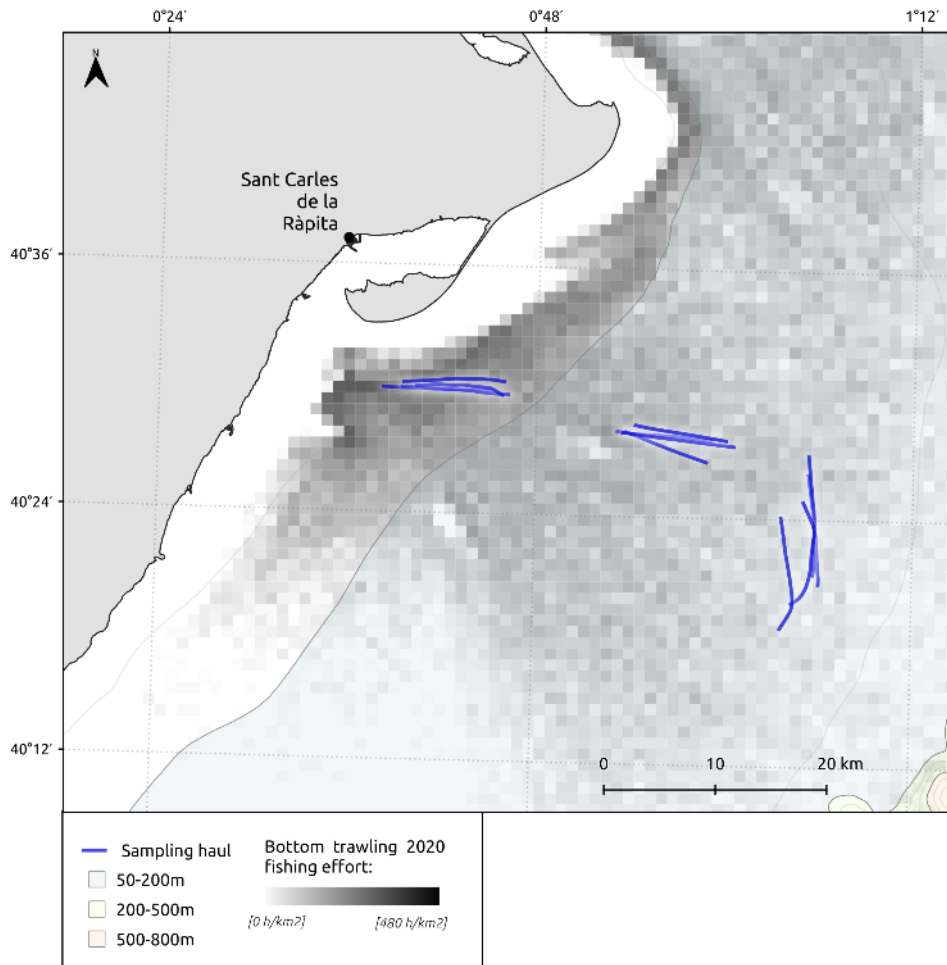 0°24′ 0°48′ 1°12′
N
Sant Carles
de la
Ràpita
40°36′
40°24′
40°12′
0 10 20 km
Sampling haul
50-200m
200-500m
500-800m
Bottom trawling 2020
fishing effort:
[0 h/km2] [480 h/km2]